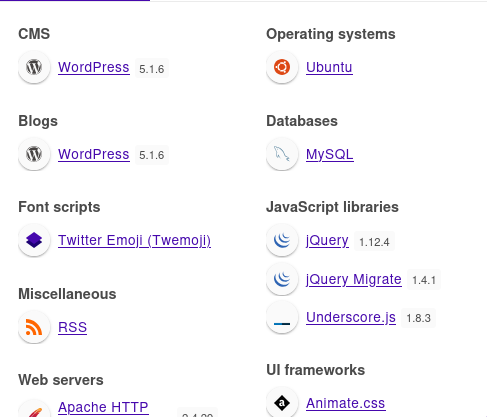 CMS
WordPress 5.1.6
Blogs
WordPress 5.1.6
Font scripts
Twitter Emoji (Twemoji)
Miscellaneous
RSS
Web servers
Apache HTTP
Operating systems
Ubuntu
Databases
MySQL
JavaScript libraries
jQuery 1.12.4
jQuery Migrate 1.4.1
Underscore.js 1.8.3
UI frameworks
Animate.css